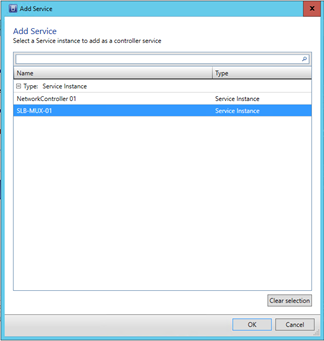 Add Service
Add Service
Select a Service instance to add as a controller service
Name Type
Type: Service Instance
NetworkController 01 Service Instance
SLB-MUX-01 Service Instance
Clear selection
OK Cancel